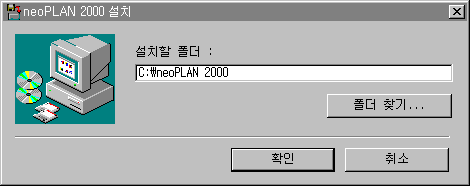 neoPLAN 2000 설치
설치할 폴더 :
C:₩neoPLAN 2000
폴더 찾기...
확인
취소